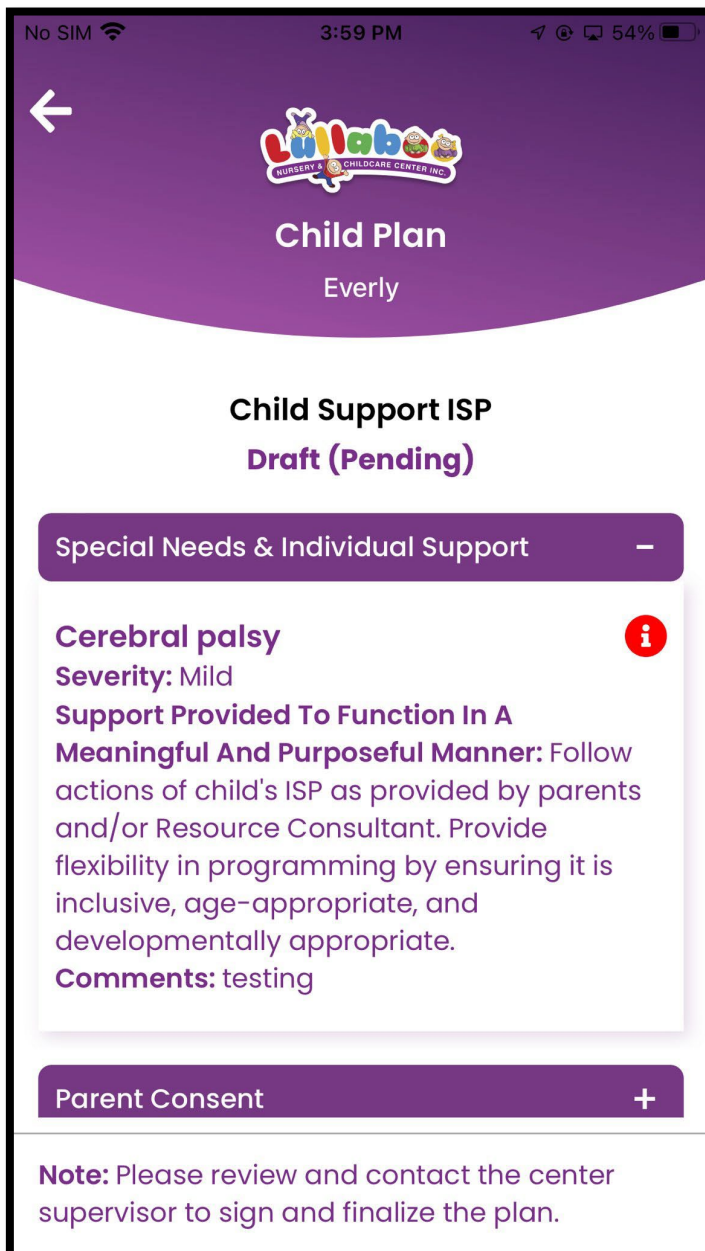 No SIM 3:59 PM 54%
Lullaboo
NURSERY & CHILDCARE CENTER INC.
Child Plan
Everly
Child Support ISP
Draft (Pending)
Special Needs & Individual Support –
Cerebral palsy i
Severity: Mild
Support Provided To Function In A
Meaningful And Purposeful Manner: Follow
actions of child's ISP as provided by parents
and/or Resource Consultant. Provide
flexibility in programming by ensuring it is
inclusive, age-appropriate, and
developmentally appropriate.
Comments: testing
Parent Consent +
Note: Please review and contact the center
supervisor to sign and finalize the plan.